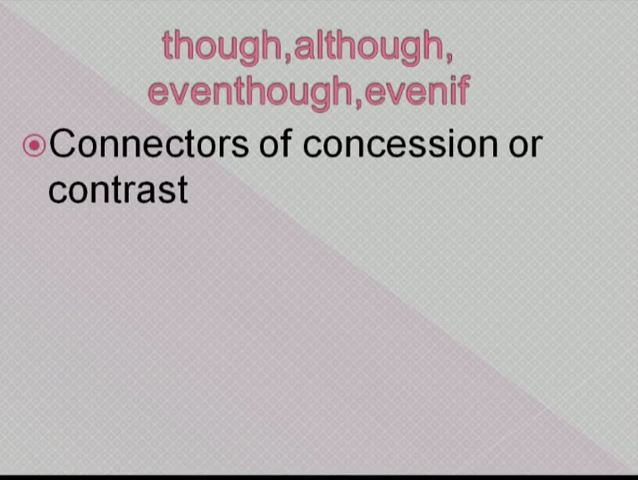 though,although,
eventhough,evenif
Connectors of concession or
contrast